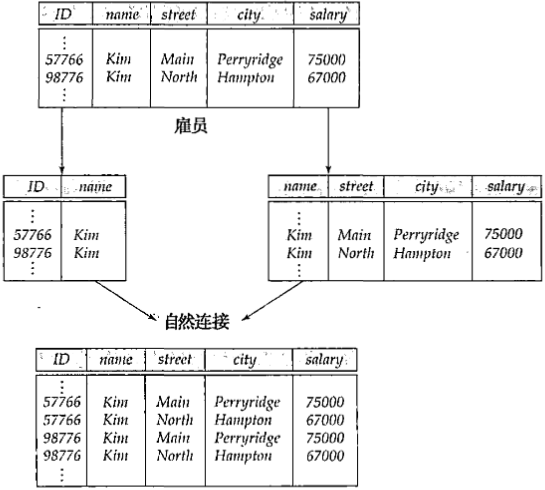 ID name street city salary
⋮
57766 Kim Main Perryridge 75000
98776 Kim North Hampton 67000
⋮
雇员
ID name
⋮
57766 Kim
98776 Kim
⋮
name street city salary
⋮
Kim Main Perryridge 75000
Kim North Hampton 67000
⋮
自然连接
ID name street city salary
⋮
57766 Kim Main Perryridge 75000
57766 Kim North Hampton 67000
98776 Kim Main Perryridge 75000
98776 Kim North Hampton 67000
⋮